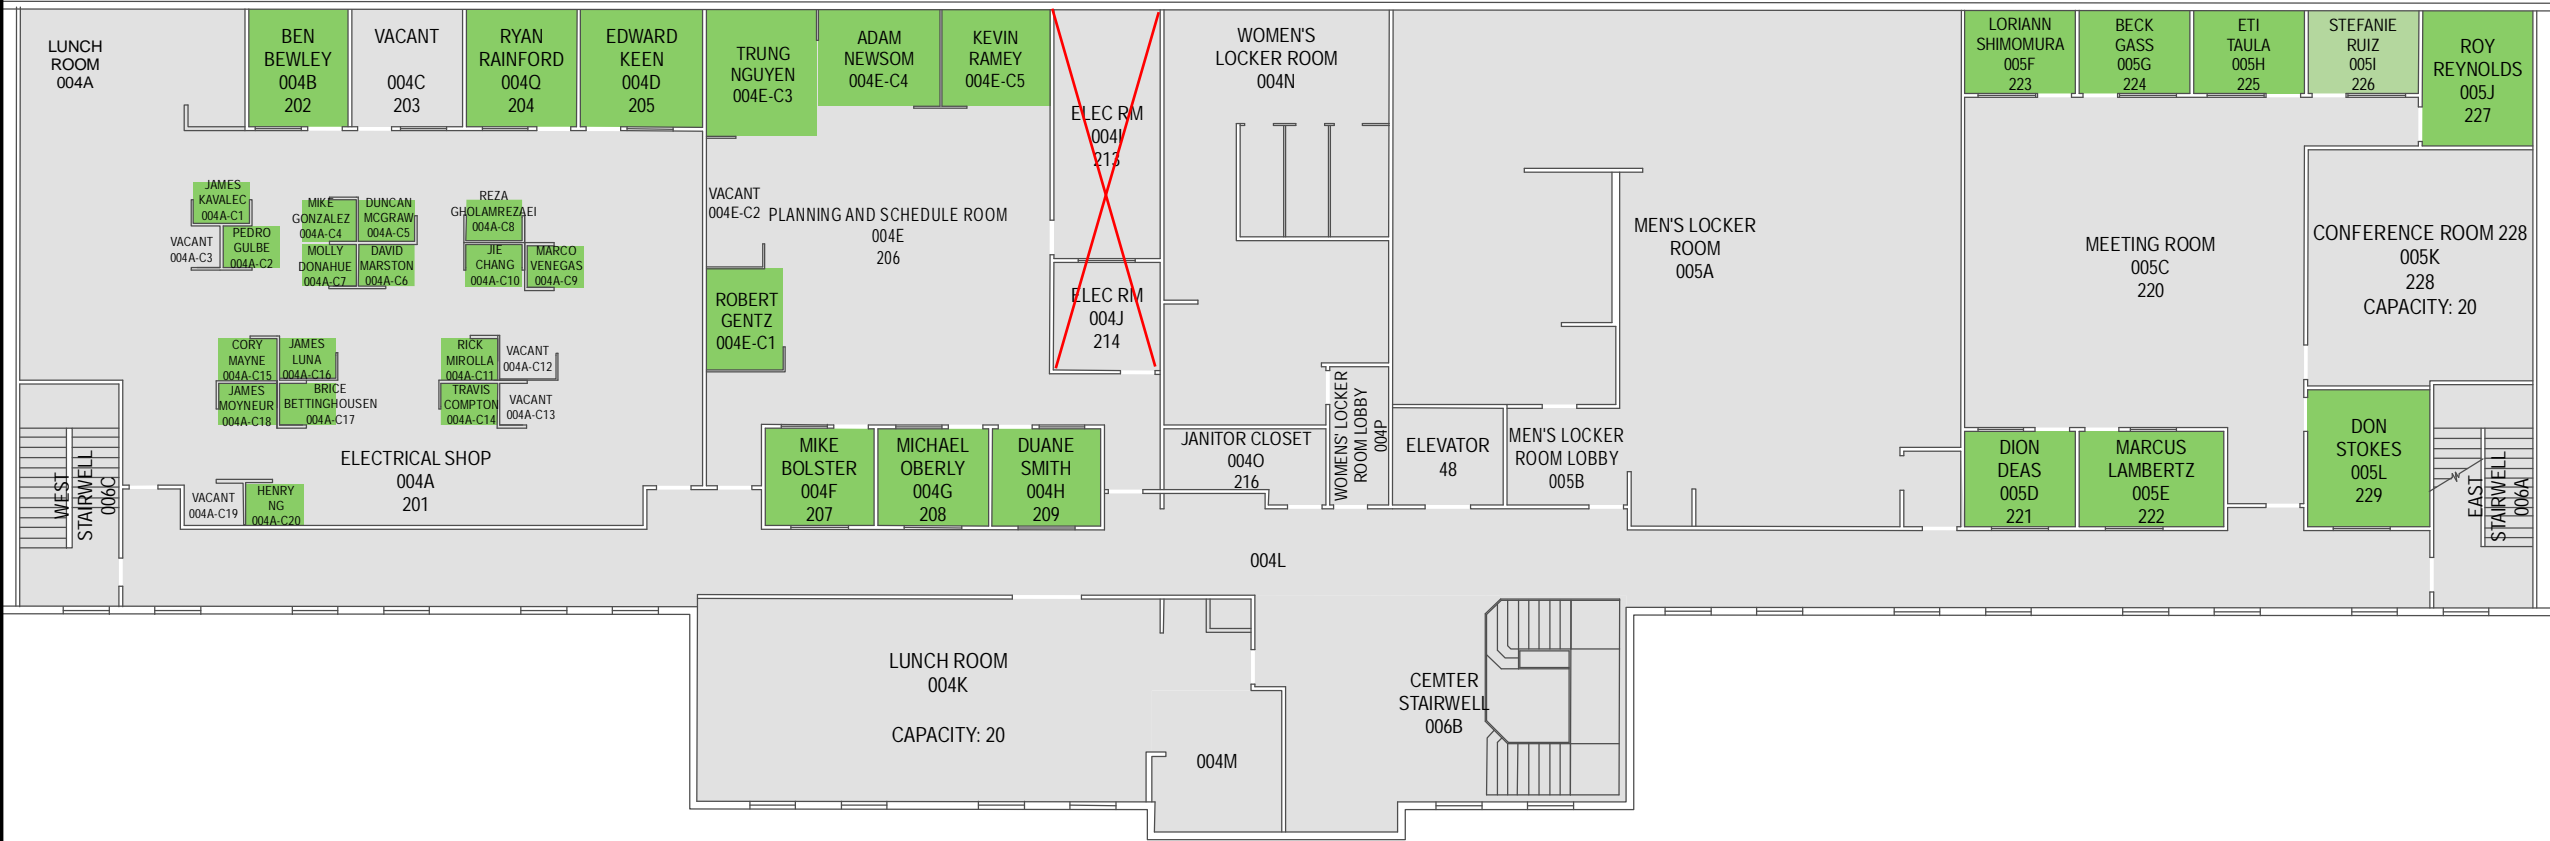 LUNCH
ROOM
004A
BEN
BEWLEY
004B
202
VACANT
004C
203
RYAN
RAINFORD
004Q
204
EDWARD
KEEN
004D
205
TRUNG
NGUYEN
004E-C3
ADAM
NEWSOM
004E-C4
KEVIN
RAMEY
004E-C5
ELEC RM
004I
213
WOMEN'S
LOCKER ROOM
004N
LORIANN
SHIMOMURA
005F
223
BECK
GASS
005G
224
ETI
TAULA
005H
225
STEFANIE
RUIZ
005I
226
ROY
REYNOLDS
005J
227
JAMES
KAVALEC
004A-C1
PEDRO
GULBE
004A-C2
VACANT
004A-C3
MIKE
GONZALEZ
004A-C4
DUNCAN
MCGRAW
004A-C5
MOLLY
DONAHUE
004A-C7
DAVID
MARSTON
004A-C6
REZA
GHOLAMREZAEI
004A-C8
JIE
CHANG
004A-C10
MARCO
VENEGAS
004A-C9
VACANT
004E-C2
PLANNING AND SCHEDULE ROOM
004E
206
ROBERT
GENTZ
004E-C1
ELEC RM
004J
214
MEN'S LOCKER
ROOM
005A
MEETING ROOM
005C
220
CONFERENCE ROOM 228
005K
228
CAPACITY: 20
CORY
MAYNE
004A-C15
JAMES
LUNA
004A-C16
JAMES
MOYNEUR
004A-C18
BRICE
BETTINGHOUSEN
004A-C17
RICK
MIROLLA
004A-C11
VACANT
004A-C12
TRAVIS
COMPTON
004A-C14
VACANT
004A-C13
WEST
STAIRWELL
006C
ELECTRICAL SHOP
004A
201
VACANT
004A-C19
HENRY
NG
004A-C20
MIKE
BOLSTER
004F
207
MICHAEL
OBERLY
004G
208
DUANE
SMITH
004H
209
JANITOR CLOSET
004O
216
WOMENS' LOCKER
ROOM LOBBY
004P
ELEVATOR
48
MEN'S LOCKER
ROOM LOBBY
005B
DION
DEAS
005D
221
MARCUS
LAMBERTZ
005E
222
DON
STOKES
005L
229
EAST
STAIRWELL
006A
004L
LUNCH ROOM
004K
CAPACITY: 20
004M
CEMTER
STAIRWELL
006B